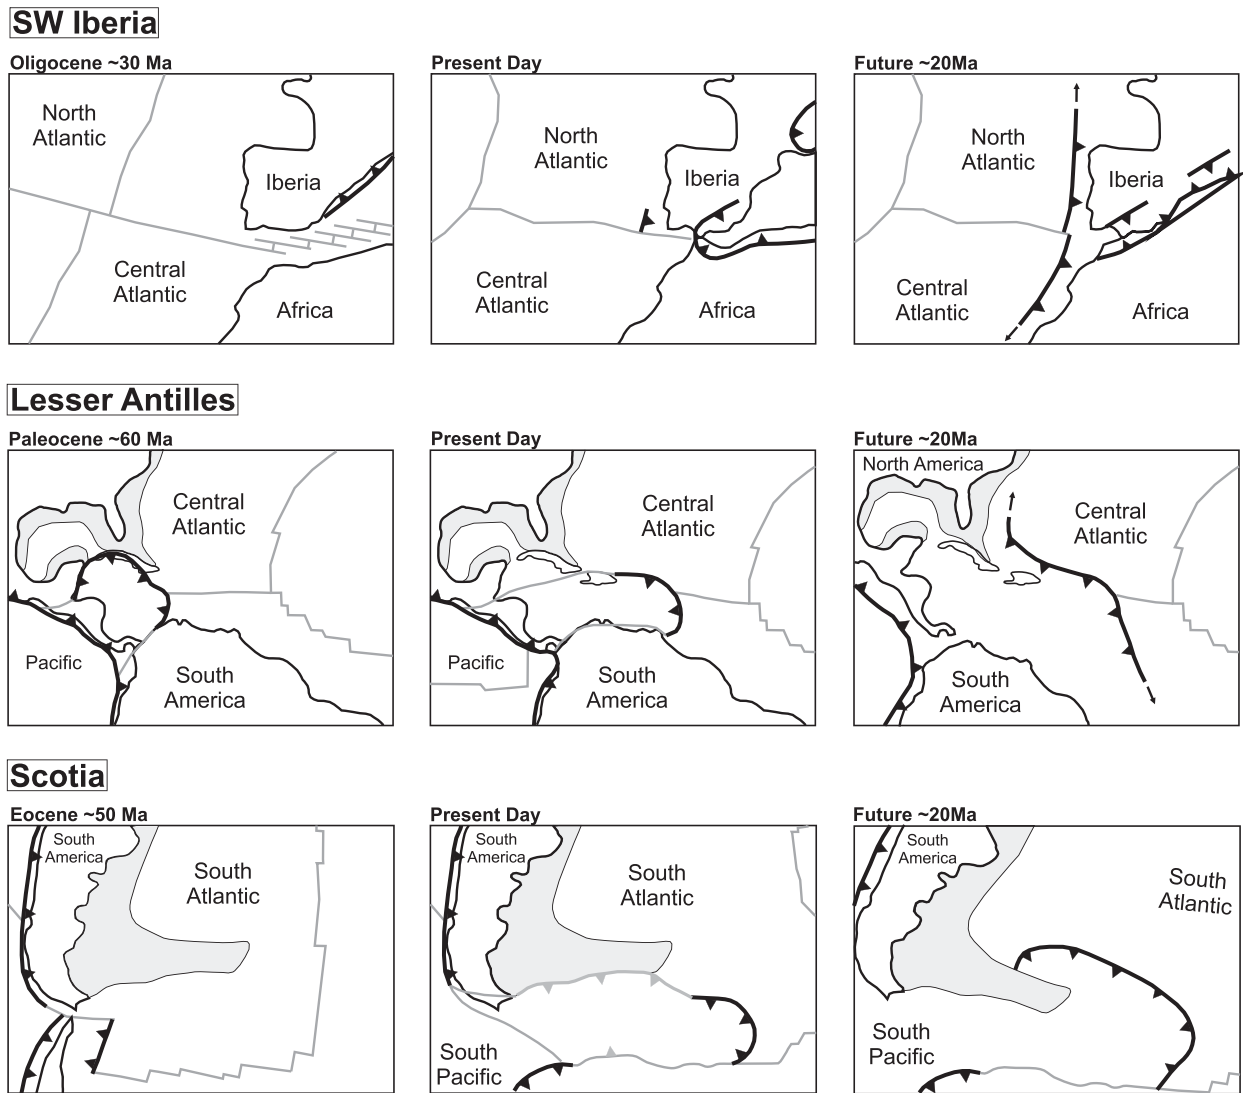 SW Iberia
Oligocene ~30 Ma
North
Atlantic
Iberia
Central
Atlantic
Africa
Present Day
North
Atlantic
Iberia
Central
Atlantic
Africa
Future ~20Ma
North
Atlantic
Iberia
Central
Atlantic
Africa
Lesser Antilles
Paleocene ~60 Ma
Central
Atlantic
Pacific
South
America
Present Day
Central
Atlantic
Pacific
South
America
Future ~20Ma
North America
Central
Atlantic
South
America
Scotia
Eocene ~50 Ma
South
America
South
Atlantic
Present Day
South
America
South
Atlantic
South
Pacific
Future ~20Ma
South
America
South
Atlantic
South
Pacific